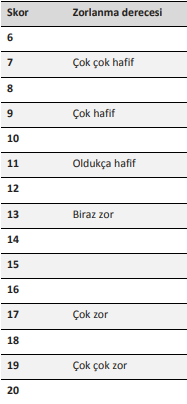 Skor Zorlanma derecesi
6
7 Çok çok hafif
8
9 Çok hafif
10
11 Oldukça hafif
12
13 Biraz zor
14
15
16
17 Çok zor
18
19 Çok çok zor
20